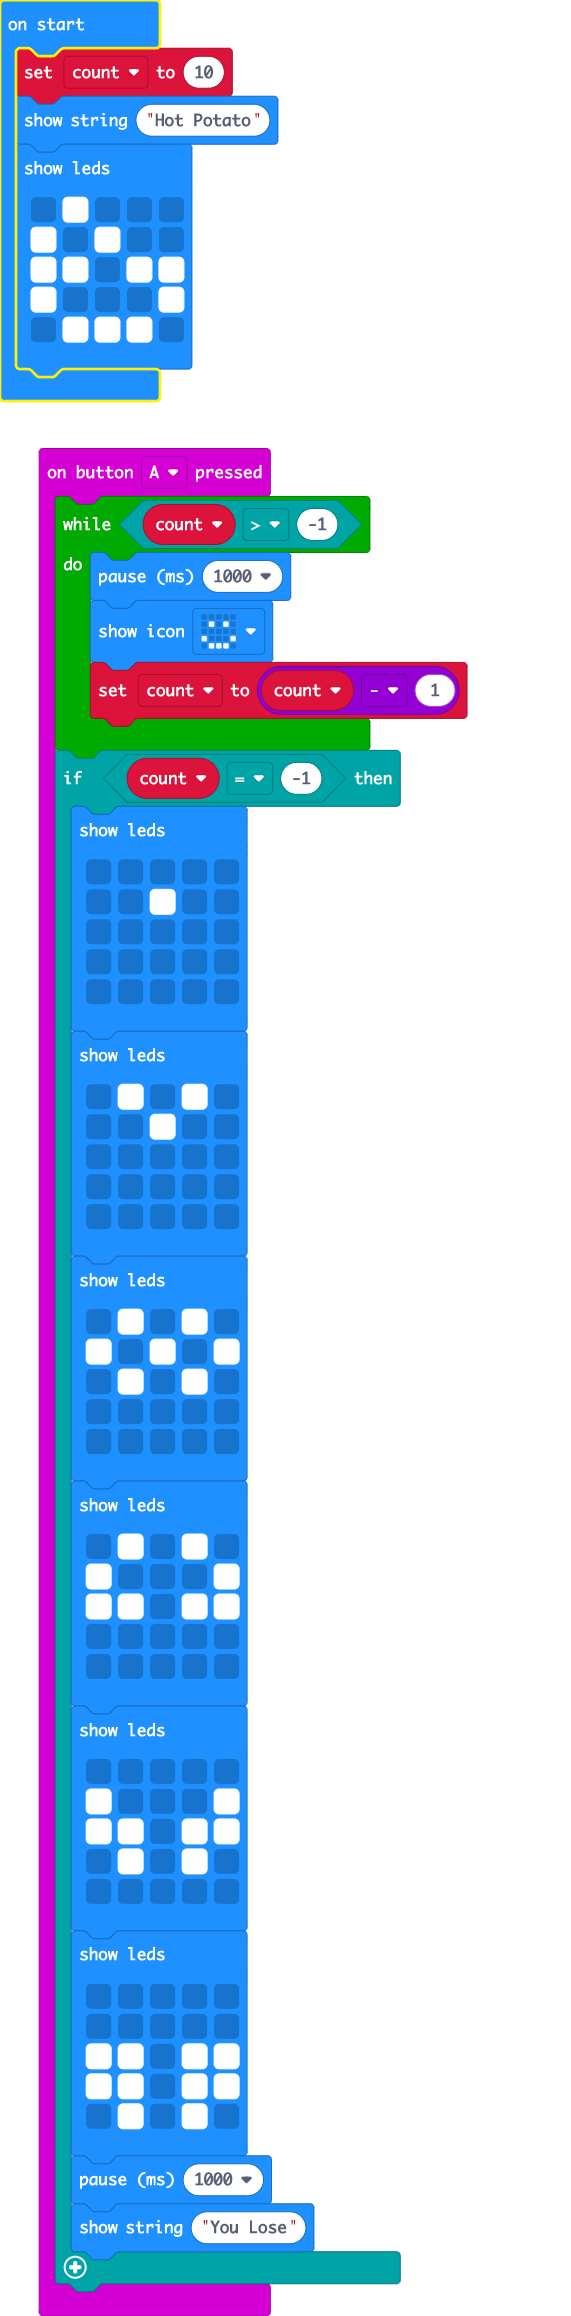 on start
set count to 10
show string "Hot Potato"
show leds
on button A pressed
while count > -1
do
pause (ms) 1000
show icon
set count to count - 1
if count = -1 then
show leds
show leds
show leds
show leds
show leds
show leds
pause (ms) 1000
show string "You Lose"